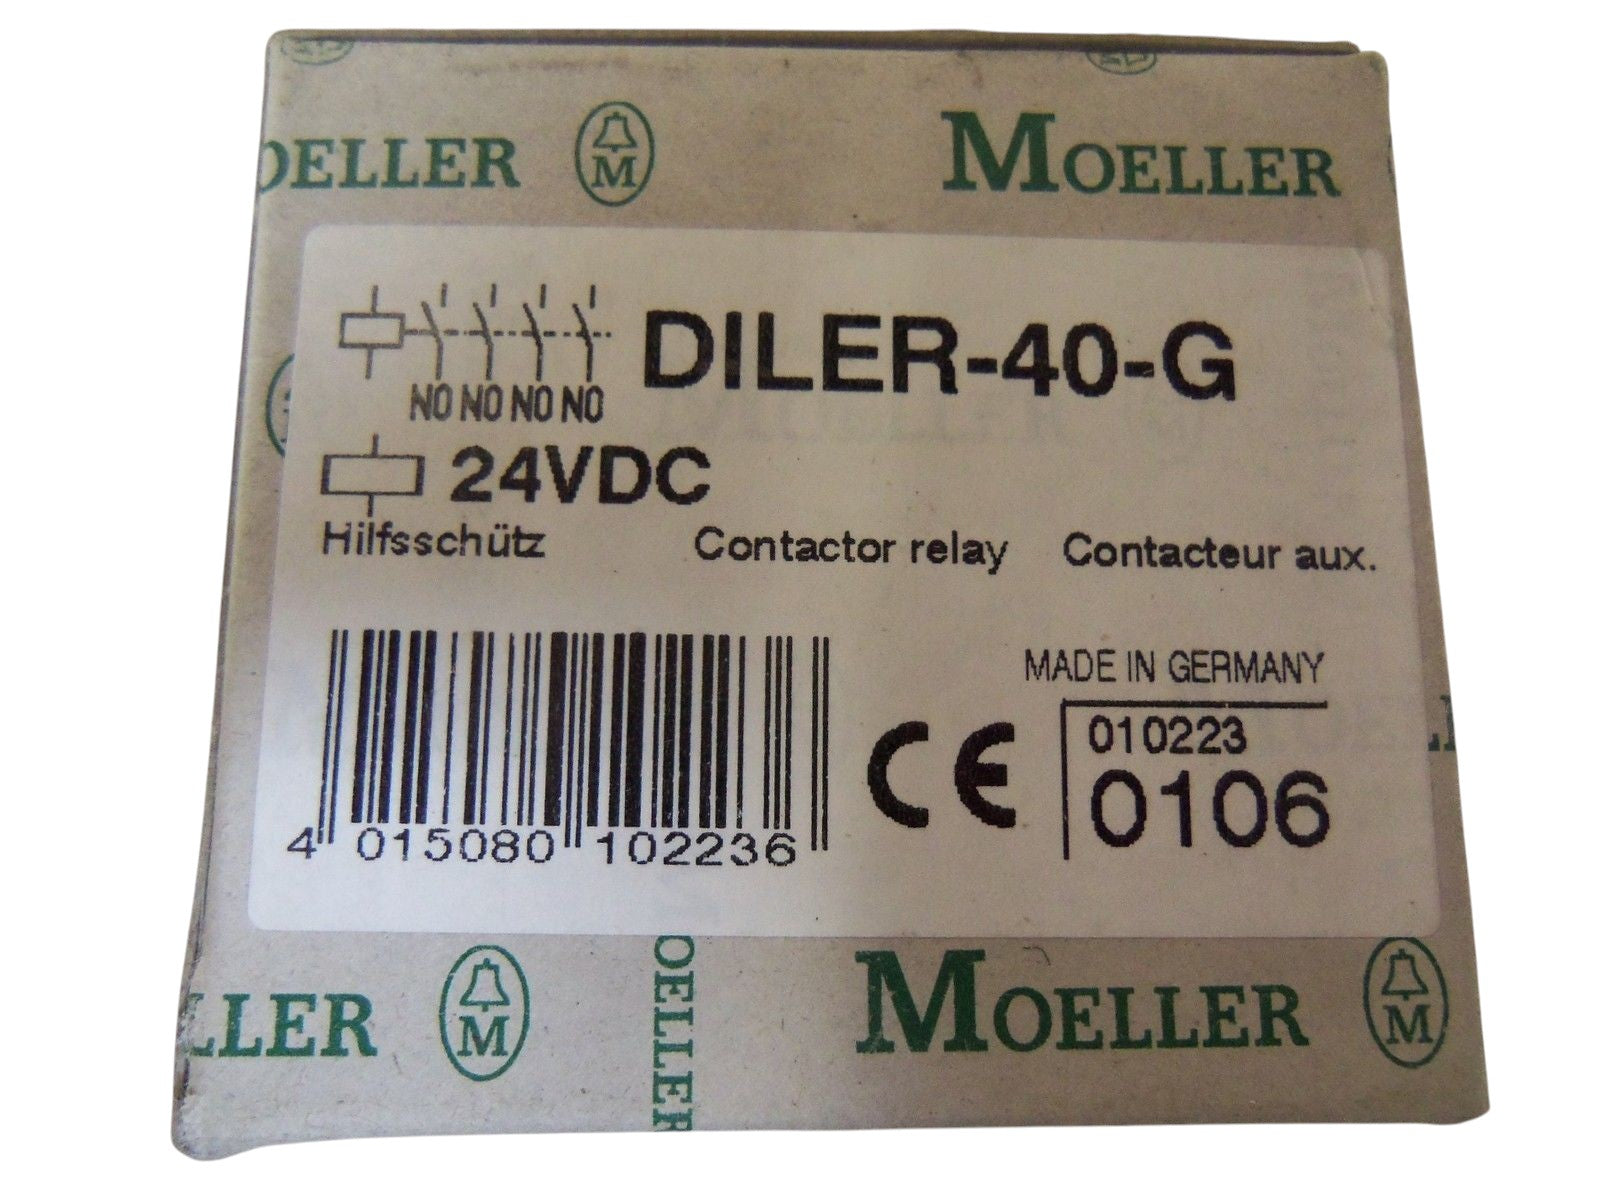 OELLER M MOELLER
DILER-40-G
NO NO NO NO
24VDC
Hilfsschütz Contactor relay Contacteur aux.
MADE IN GERMANY
010223
0106
CE
4 015080 102236
LLER M MOELLER M
OELLER